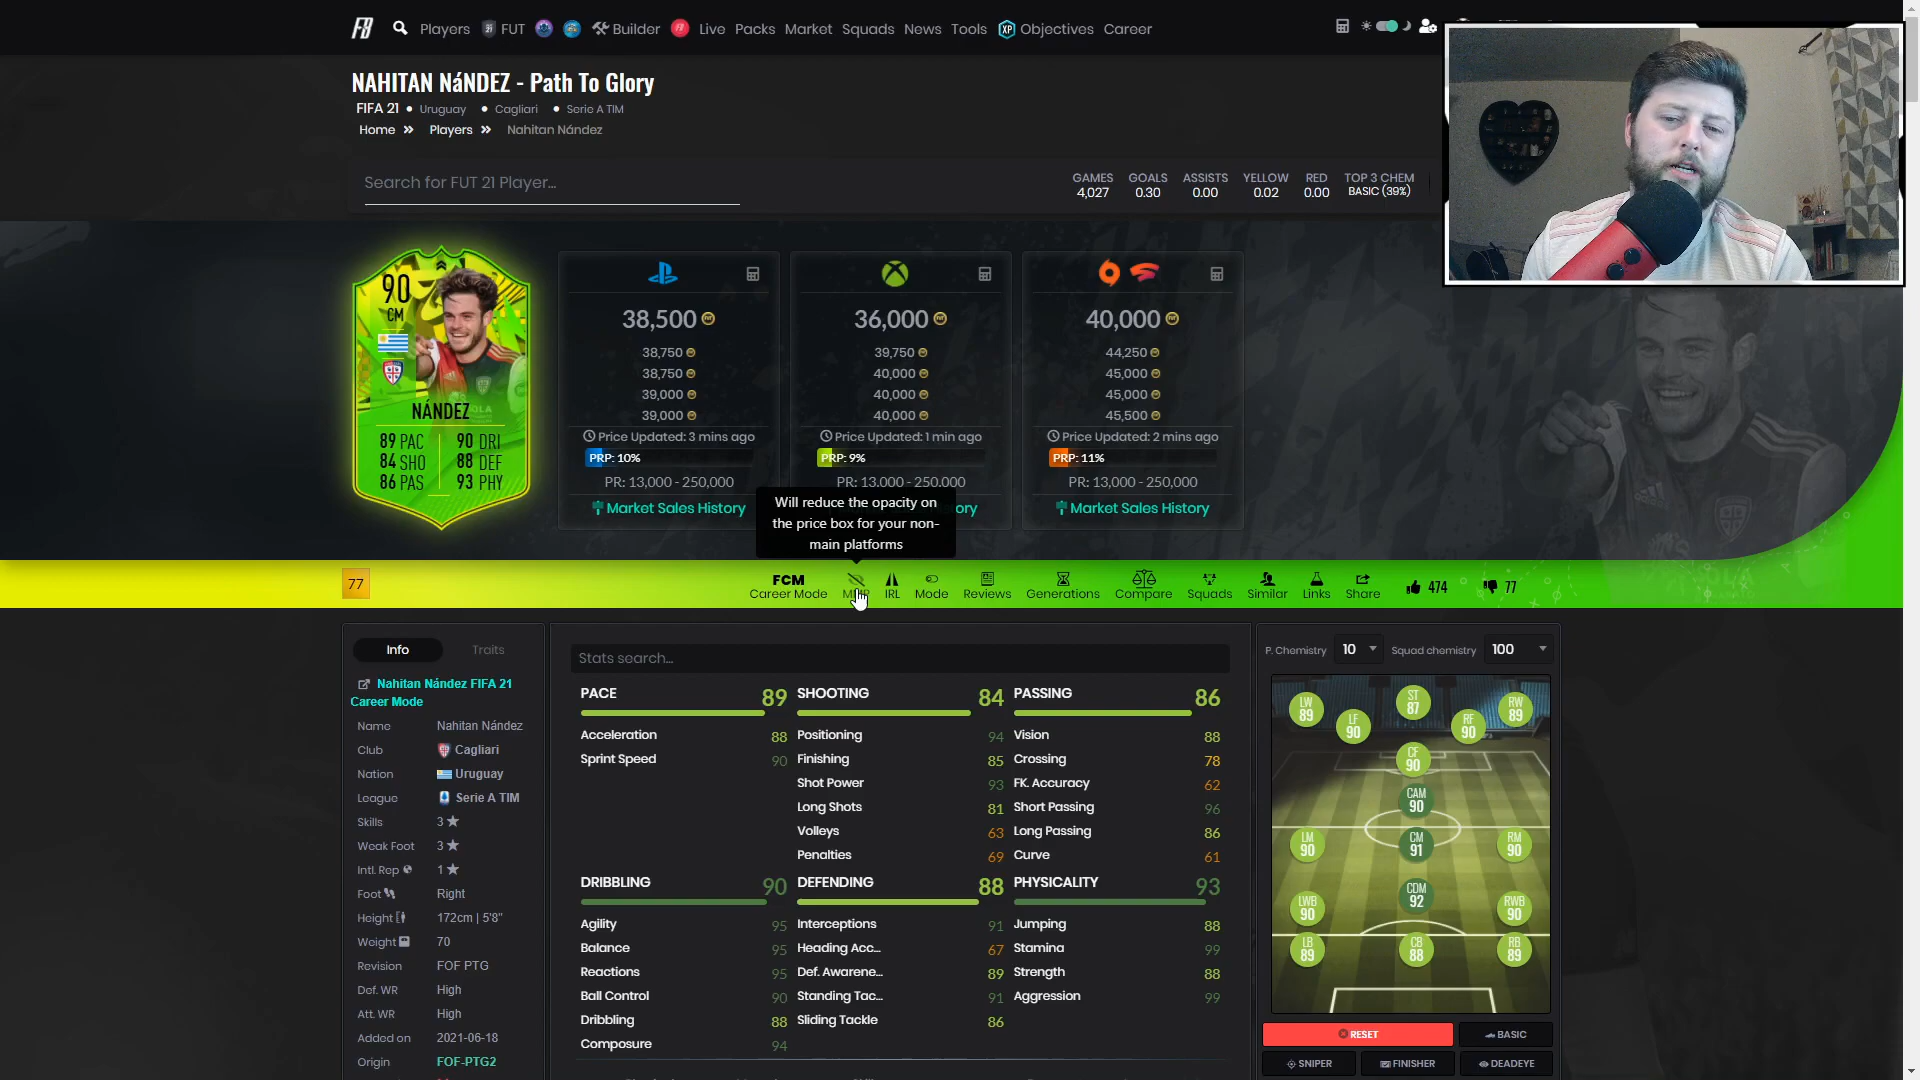 Players FUT Builder Live Packs Market Squads News Tools XP Objectives Career
NAHITAN NáNDEZ - Path To Glory
FIFA 21 • Uruguay • Cagliari • Serie A TIM
Home » Players » Nahitan Nández
Search for FUT 21 Player...
GAMES GOALS ASSISTS YELLOW RED TOP 3 CHEM
4,027 0.30 0.00 0.02 0.00 BASIC (39%)
90
CM
NÁNDEZ
89 PAC 90 DRI
84 SHO 88 DEF
86 PAS 93 PHY
38,500 36,000 40,000
38,750 39,750 44,250
38,750 40,000 45,000
39,000 40,000 45,000
39,000 40,000 45,500
Price Updated: 3 mins ago Price Updated: 1 min ago Price Updated: 2 mins ago
PRP: 10% PRP: 9% PRP: 11%
PR: 13,000 - 250,000 PR: 13,000 - 250,000 PR: 13,000 - 250,000
Market Sales History ory Market Sales History
Will reduce the opacity on
the price box for your non-
main platforms
77
FCM
Career Mode IRL Mode Reviews Generations Compare Squads Similar Links Share 474 77
Info Traits
Nahitan Nández FIFA 21
Career Mode
Name Nahitan Nández
Club Cagliari
Nation Uruguay
League Serie A TIM
Skills 3
Weak Foot 3
Intl. Rep 1
Foot Right
Height 172cm | 5'8"
Weight 70
Revision FOF PTG
Def. WR High
Att. WR High
Added on 2021-06-18
Origin FOF-PTG2
Stats search...
PACE 89
Acceleration 88
Sprint Speed 90
SHOOTING 84
Positioning 94
Finishing 85
Shot Power 93
Long Shots 81
Volleys 63
Penalties 69
PASSING 86
Vision 88
Crossing 78
FK. Accuracy 62
Short Passing 96
Long Passing 86
Curve 61
DRIBBLING 90
Agility 95
Balance 95
Reactions 95
Ball Control 90
Dribbling 88
Composure 94
DEFENDING 88
Interceptions 91
Heading Acc... 67
Def. Awarene... 89
Standing Tac... 91
Sliding Tackle 86
PHYSICALITY 93
Jumping 88
Stamina 99
Strength 88
Aggression 99
P. Chemistry 10 Squad chemistry 100
LW 89
ST 87
RW 89
LF 90
RF 90
CF 90
CAM 90
LM 90
CM 91
RM 90
CDM 92
LWB 90
RWB 90
LB 89
CB 88
RB 89
RESET BASIC
SNIPER FINISHER DEADEYE